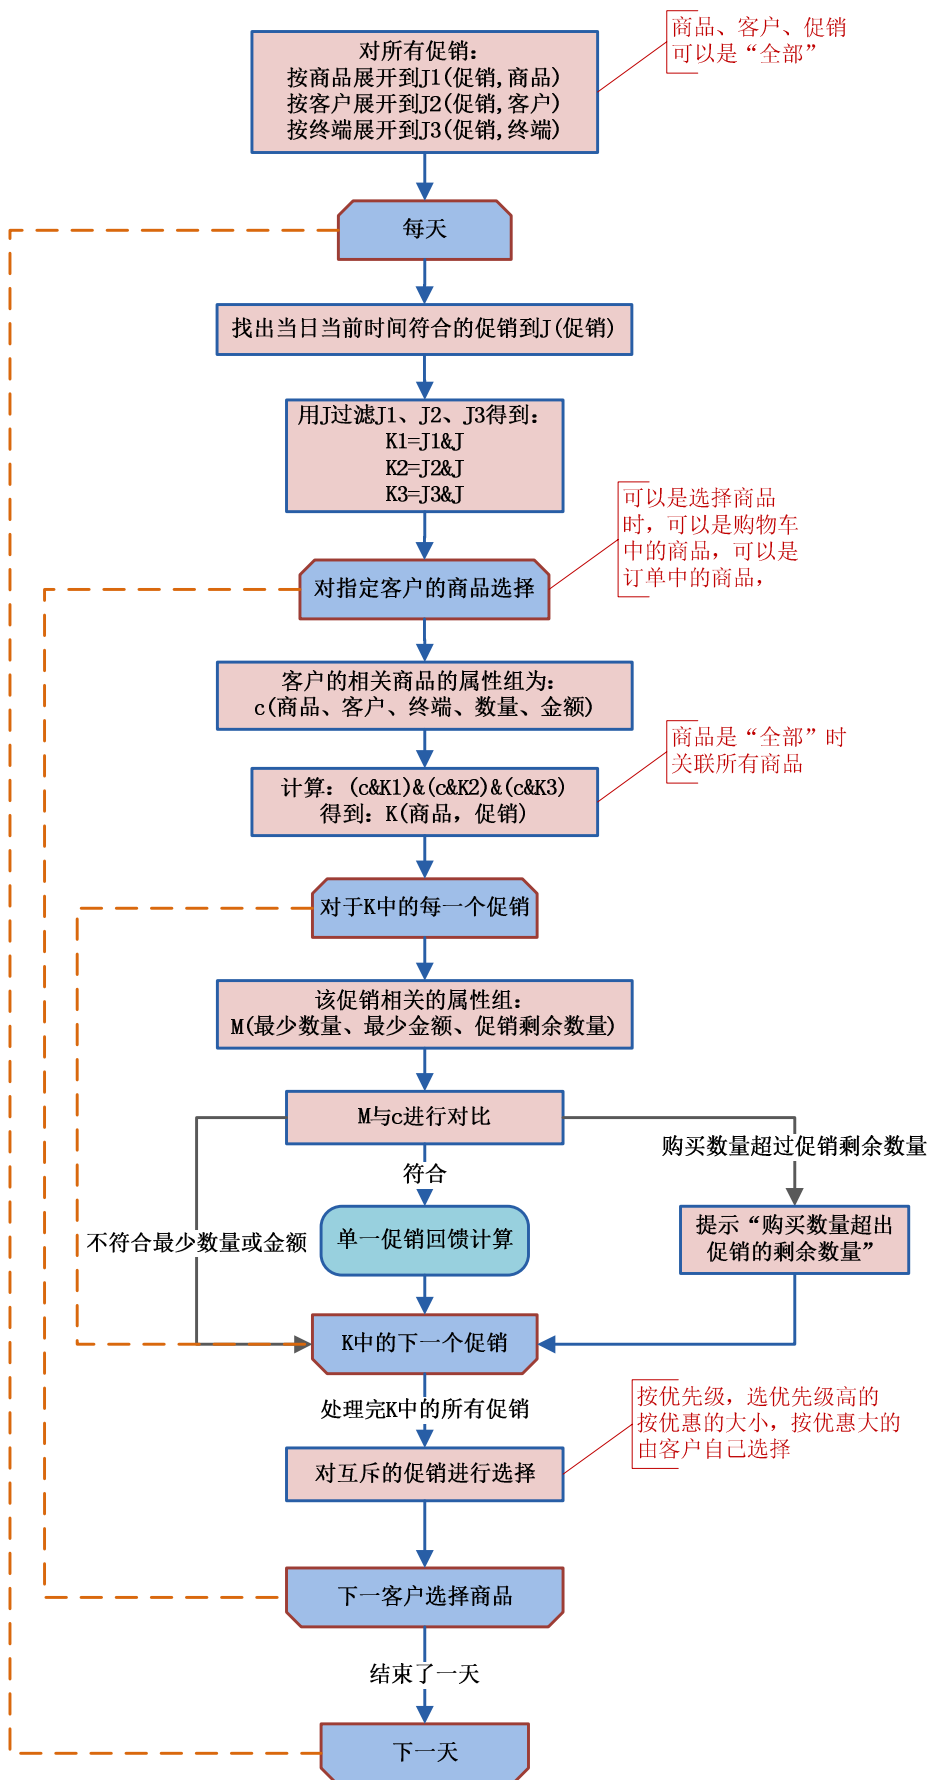 对所有促销：
按商品展开到J1(促销,商品)
按客户展开到J2(促销,客户)
按终端展开到J3(促销,终端)
商品、客户、促销
可以是“全部”
每天
找出当日当前时间符合的促销到J(促销)
用J过滤J1、J2、J3得到：
K1=J1&J
K2=J2&J
K3=J3&J
可以是选择商品
时，可以是购物车
中的商品，可以是
订单中的商品，
对指定客户的商品选择
客户的相关商品的属性组为：
c(商品、客户、终端、数量、金额)
商品是“全部”时
关联所有商品
计算：(c&K1)&(c&K2)&(c&K3)
得到：K(商品，促销)
对于K中的每一个促销
该促销相关的属性组：
M(最少数量、最少金额、促销剩余数量)
M与c进行对比
购买数量超过促销剩余数量
符合
不符合最少数量或金额
单一促销回馈计算
提示“购买数量超出
促销的剩余数量”
K中的下一个促销
处理完K中的所有促销
按优先级，选优先级高的
按优惠的大小，按优惠大的
由客户自己选择
对互斥的促销进行选择
下一客户选择商品
结束了一天
下一天